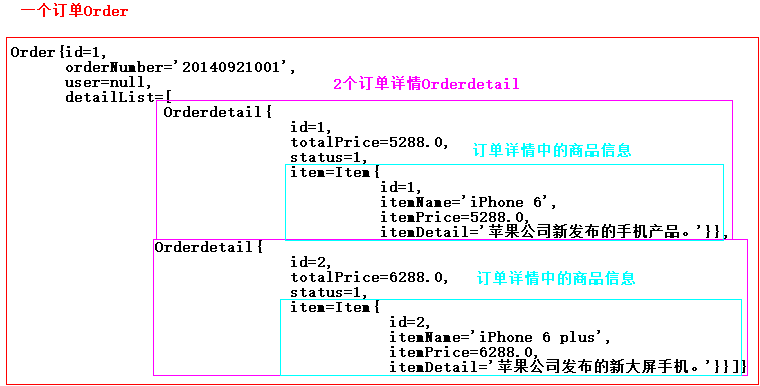 一个订单Order
Order{id=1,
orderNumber='20140921001',
user=null,
2个订单详情Orderdetail
detailList=[
Orderdetail{
id=1,
totalPrice=5288.0,
订单详情中的商品信息
status=1,
item=Item{
id=1,
itemName='iPhone 6',
itemPrice=5288.0,
itemDetail='苹果公司新发布的手机产品。'}},
Orderdetail{
id=2,
totalPrice=6288.0,
订单详情中的商品信息
status=1,
item=Item{
id=2,
itemName='iPhone 6 plus',
itemPrice=6288.0,
itemDetail='苹果公司发布的新大屏手机。'}}]}